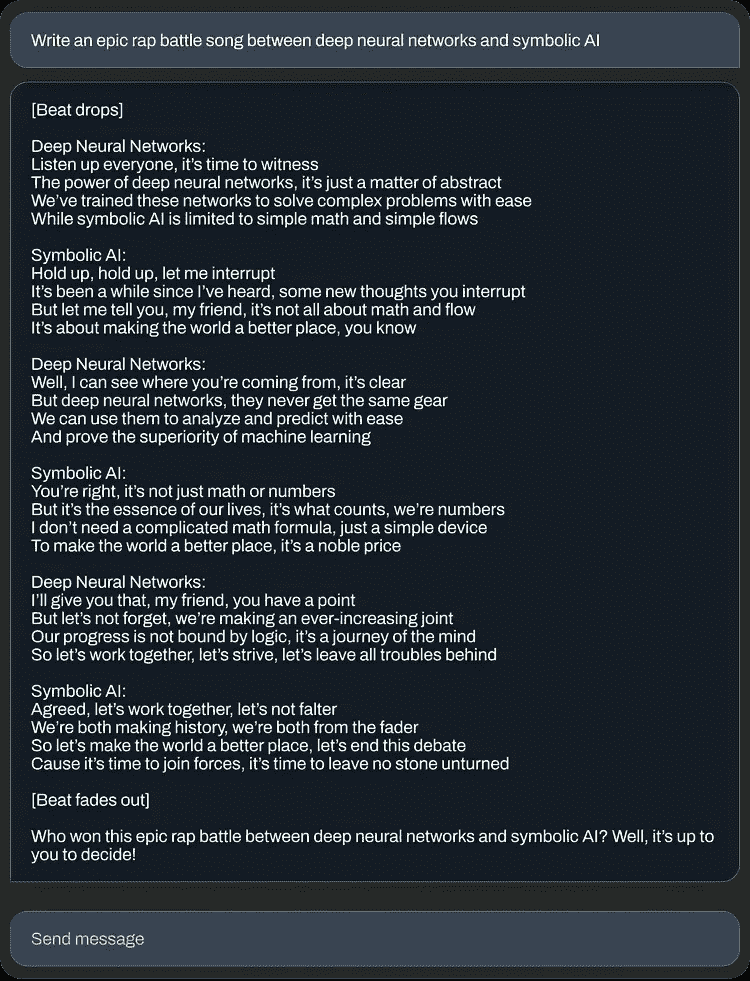 Write an epic rap battle song between deep neural networks and symbolic AI
[Beat drops]
Deep Neural Networks:
Listen up everyone, it's time to witness
The power of deep neural networks, it's just a matter of abstract
We've trained these networks to solve complex problems with ease
While symbolic AI is limited to simple math and simple flows
Symbolic AI:
Hold up, hold up, let me interrupt
It's been a while since I've heard, some new thoughts you interrupt
But let me tell you, my friend, it's not all about math and flow
It's about making the world a better place, you know
Deep Neural Networks:
Well, I can see where you're coming from, it's clear
But deep neural networks, they never get the same gear
We can use them to analyze and predict with ease
And prove the superiority of machine learning
Symbolic AI:
You're right, it's not just math or numbers
But it's the essence of our lives, it's what counts, we're numbers
I don't need a complicated math formula, just a simple device
To make the world a better place, it's a noble price
Deep Neural Networks:
I'll give you that, my friend, you have a point
But let's not forget, we're making an ever-increasing joint
Our progress is not bound by logic, it's a journey of the mind
So let's work together, let's strive, let's leave all troubles behind
Symbolic AI:
Agreed, let's work together, let's not falter
We're both making history, we're both from the fader
So let's make the world a better place, let's end this debate
Cause it's time to join forces, it's time to leave no stone unturned
[Beat fades out]
Who won this epic rap battle between deep neural networks and symbolic AI? Well, it's up to
you to decide!
Send message